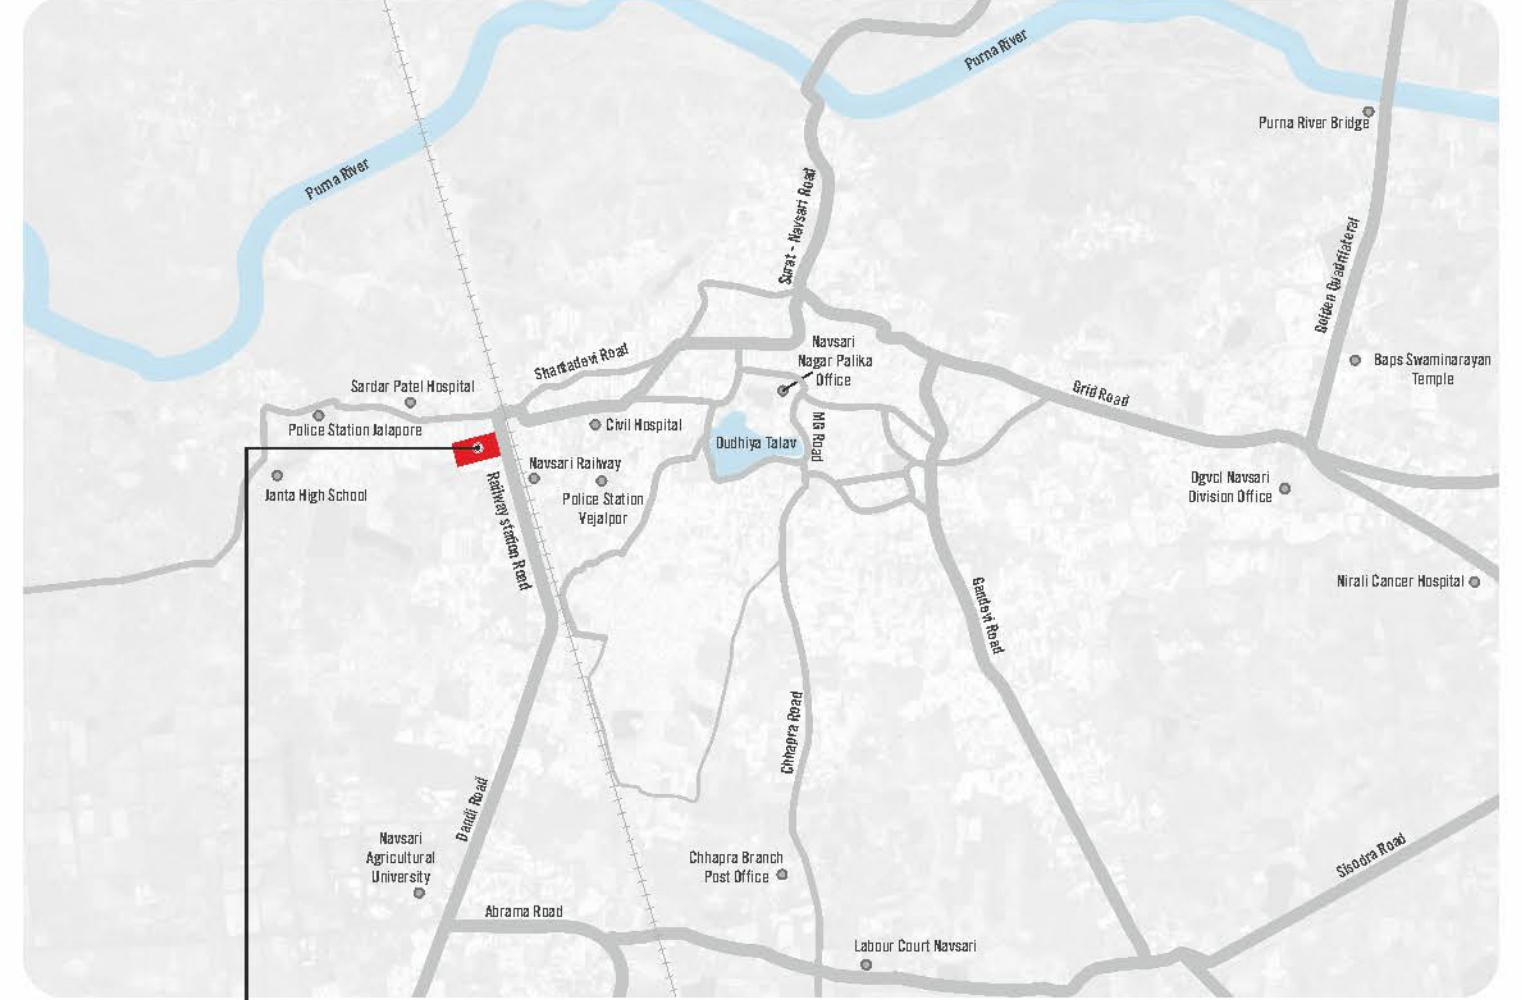 Purna River
Purna River
Purna River Bridge
Surat - Navsari Road
Golden Quadrilateral
Navsari
Nagar Palika
Office
Shantadevi Road
Baps Swaminarayan
Temple
Sardar Patel Hospital
Grid Road
Police Station Jalapore
Civil Hospital
MG Road
Dudhiya Talav
Navsari Railway
Janta High School
Police Station
Vejalpor
Railway station Road
Dgvcl Navsari
Division Office
Nirali Cancer Hospital
Gandevi Road
Chhapra Road
Dandi Road
Navsari
Agricultural
University
Chhapra Branch
Post Office
Sisodra Road
Abrama Road
Labour Court Navsari